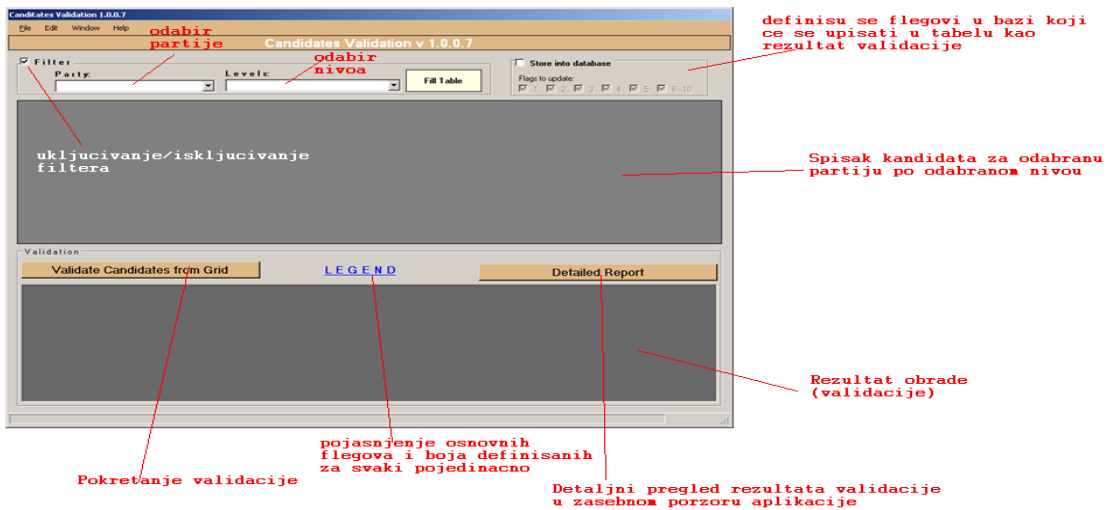 Canditates Validation 1.0.0.7
File Edit Window Help
Candidates Validation v 1.0.0.7
odabir
partije
odabir
nivoa
definisu se flegovi u bazi koji
ce se upisati u tabelu kao
rezultat validacije
Filter
Party:
Levels:
Fill Table
Store into database
Flags to update:
1 2 3 4 5 6-10
ukljucivanje/iskljucivanje
filtera
Spisak kandidata za odabranu
partiju po odabranom nivou
Validation
Validate Candidates from Grid
LEGEND
Detailed Report
Rezultat obrade
(validacije)
pojasnjenje osnovnih
flegova i boja definisanih
za svaki pojedinacno
Pokretanje validacije
Detaljni pregled rezultata validacije
u zasebnom porzoru aplikacije